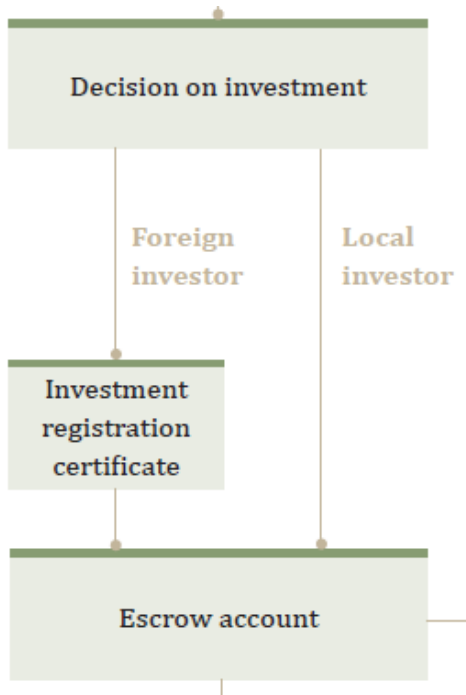 Decision on investment
Foreign
investor
Local
investor
Investment
registration
certificate
Escrow account